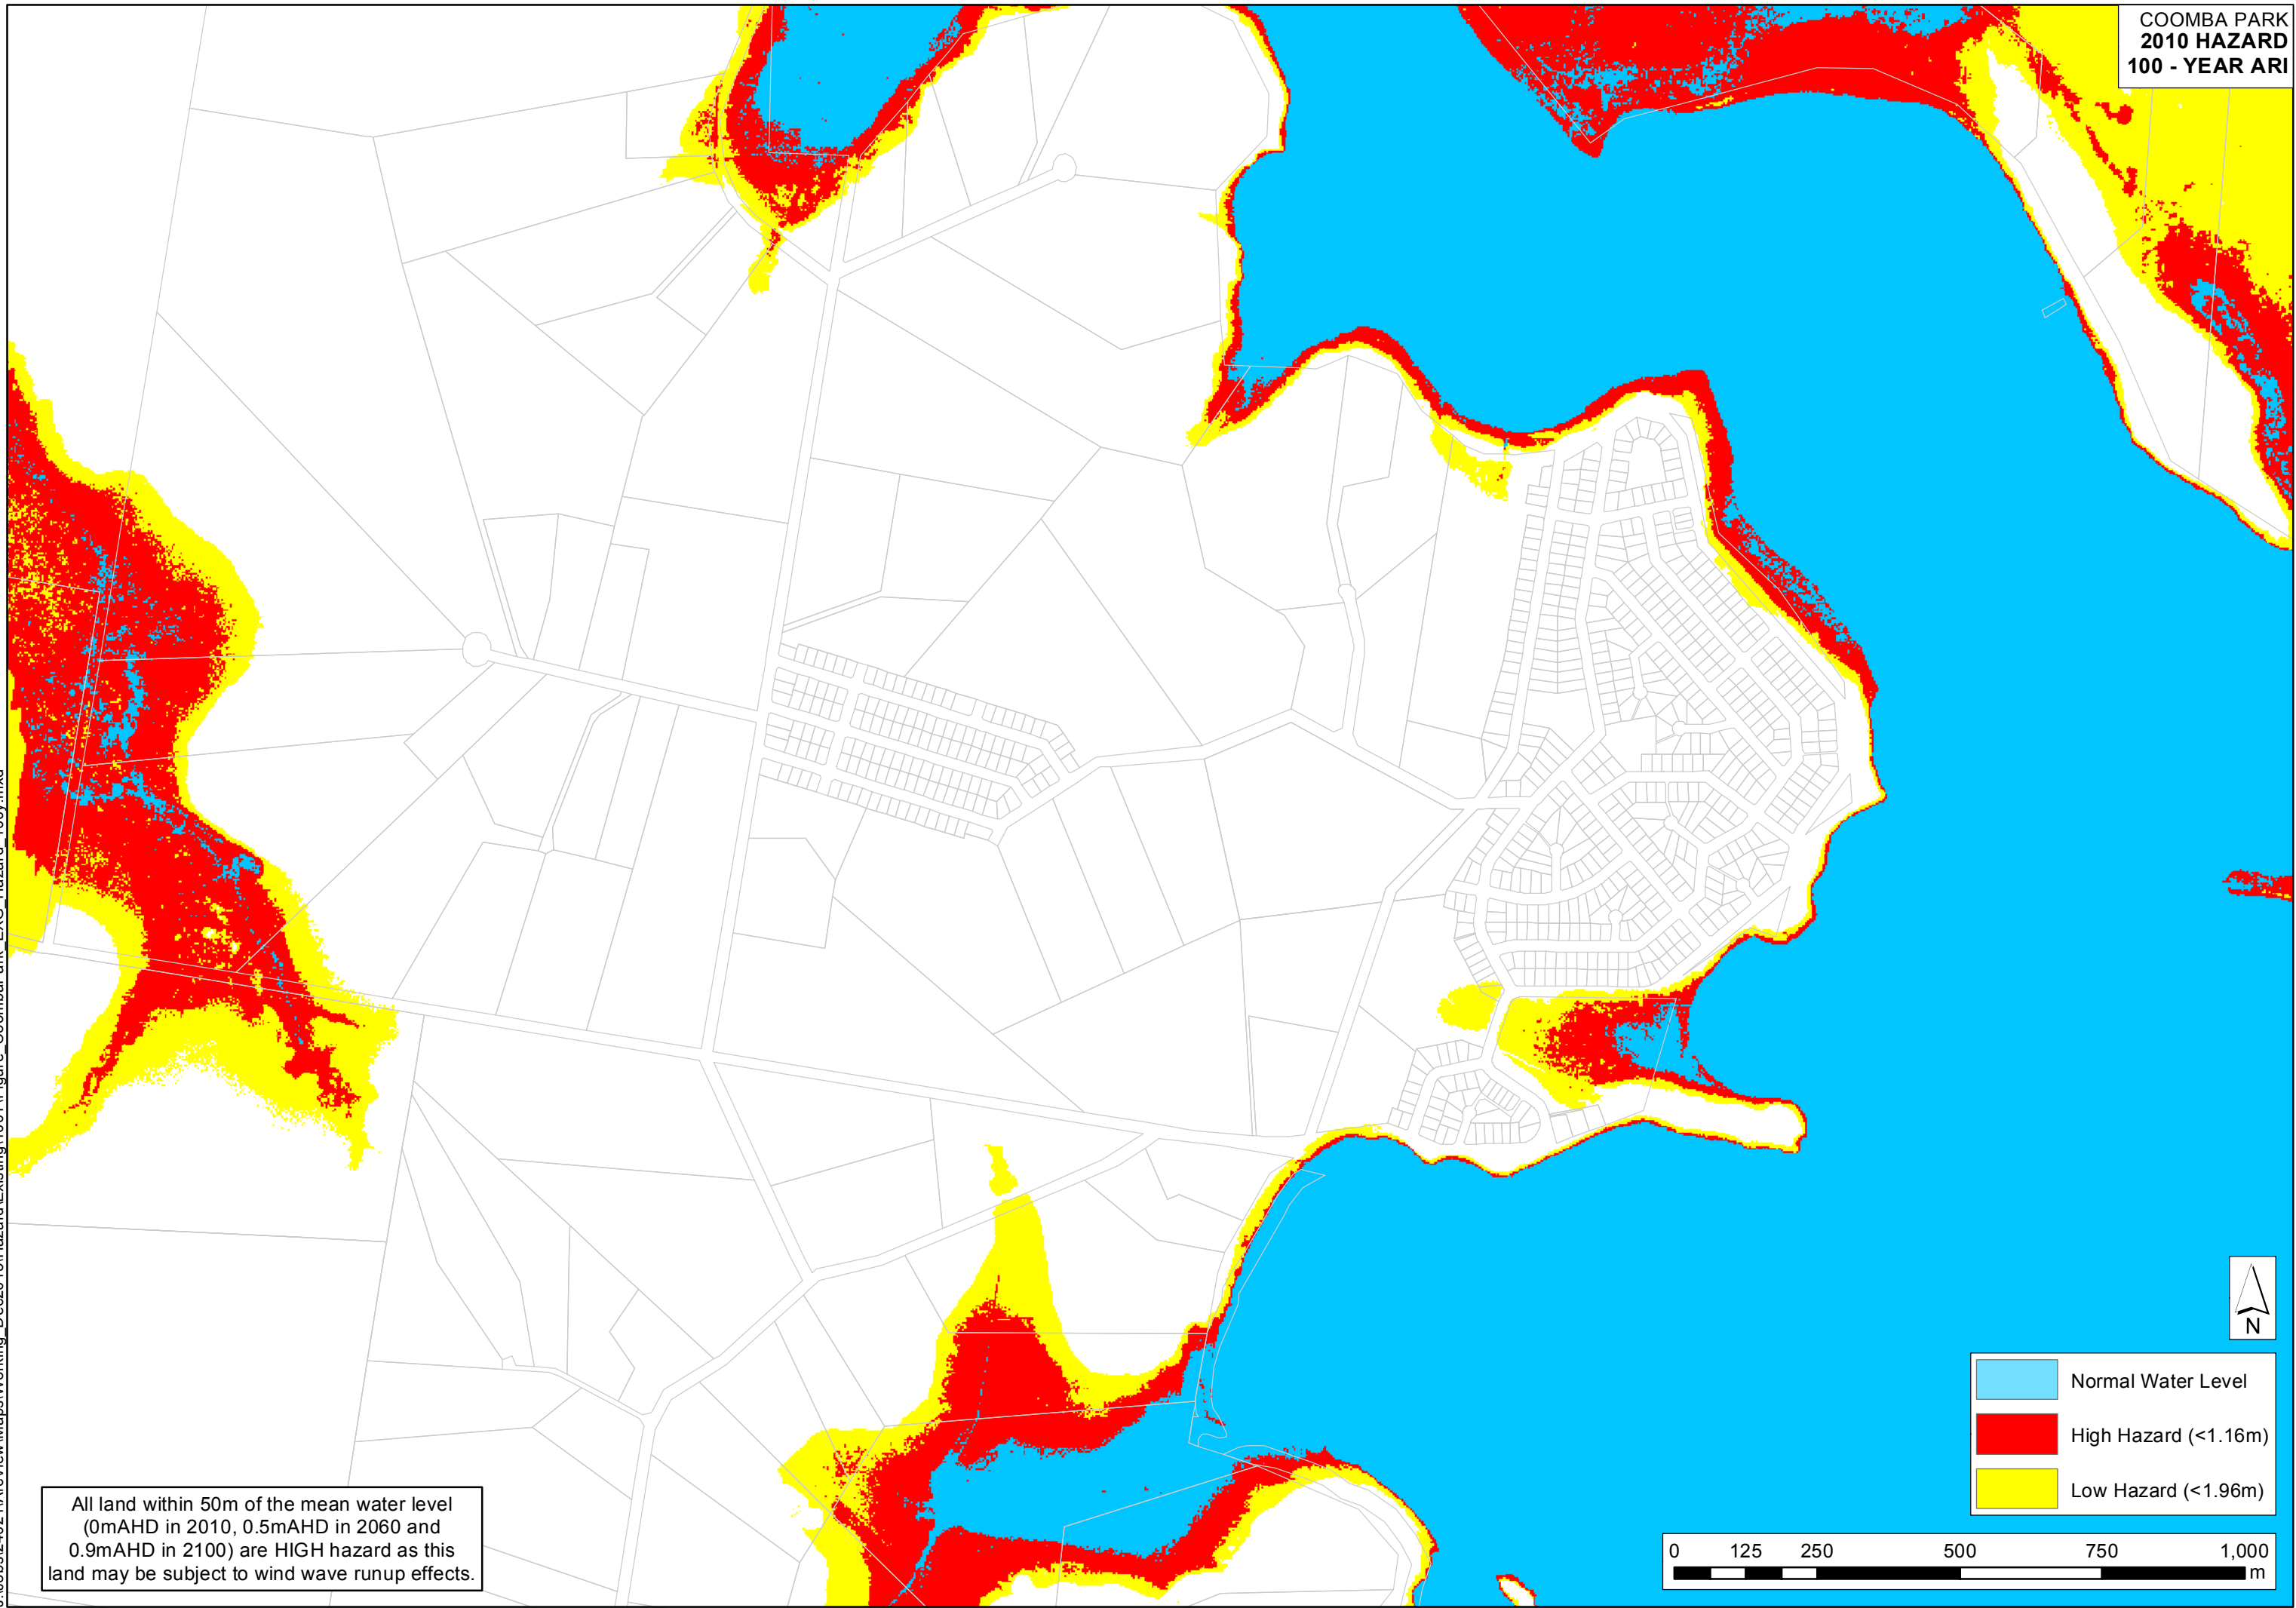 COOMBA PARK
2010 HAZARD
100 - YEAR ARI
N
Normal Water Level
High Hazard (<1.16m)
Low Hazard (<1.96m)
All land within 50m of the mean water level
(0mAHD in 2010, 0.5mAHD in 2060 and
0.9mAHD in 2100) are HIGH hazard as this
land may be subject to wind wave runup effects.
0 125 250 500 750 1,000
m